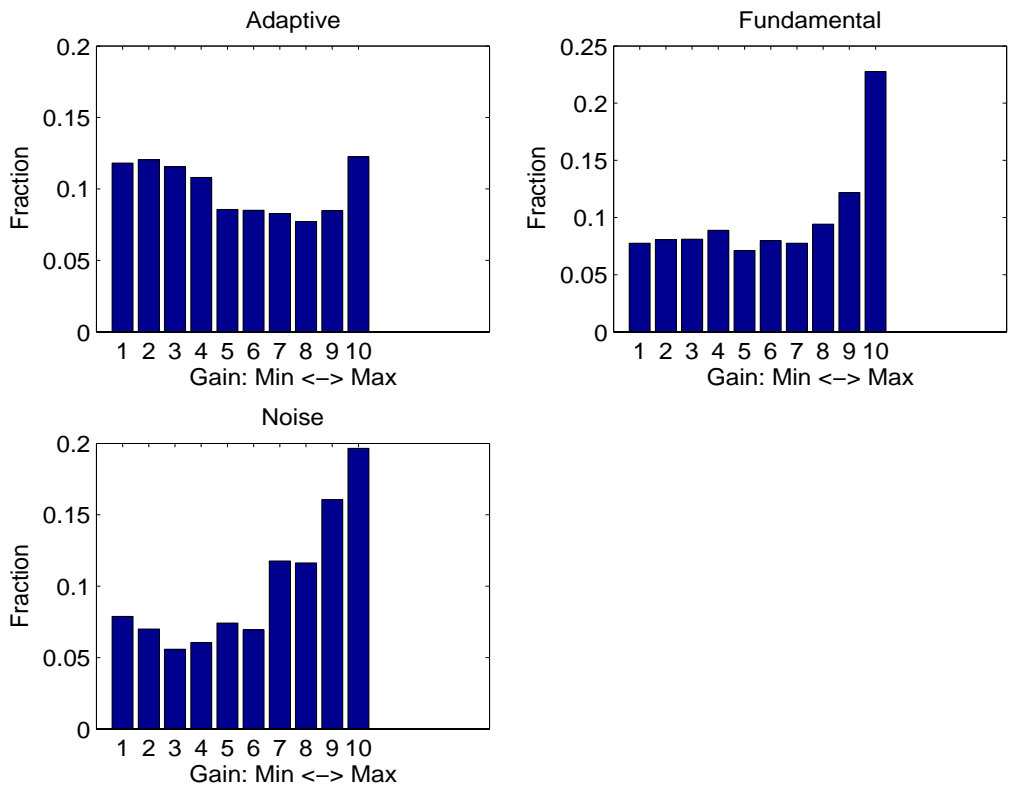 Adaptive
0.2
0.15
0.1
0.05
0
Fraction
1 2 3 4 5 6 7 8 9 10
Gain: Min <−> Max
Fundamental
0.25
0.2
0.15
0.1
0.05
0
Fraction
1 2 3 4 5 6 7 8 9 10
Gain: Min <−> Max
Noise
0.2
0.15
0.1
0.05
0
Fraction
1 2 3 4 5 6 7 8 9 10
Gain: Min <−> Max